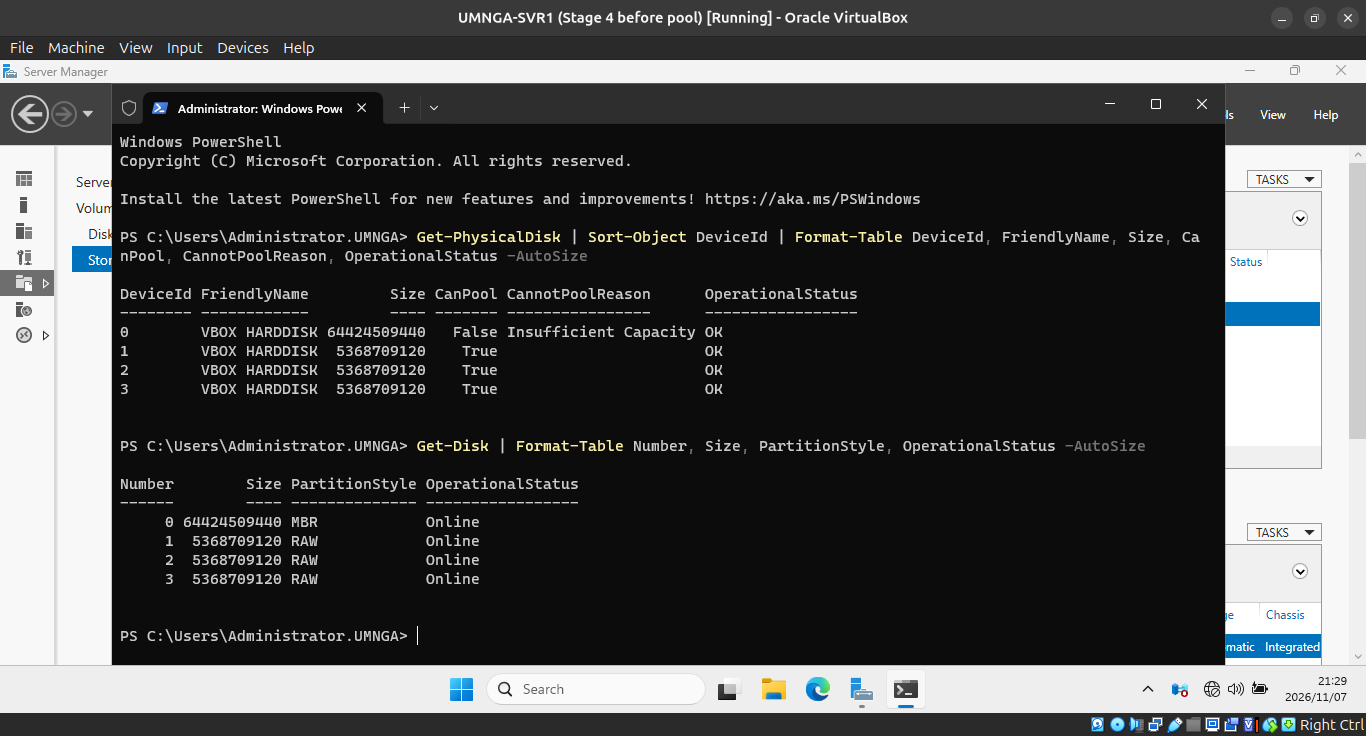 UMNGA-SVR1 (Stage 4 before pool) [Running] - Oracle VirtualBox
File Machine View Input Devices Help
Server Manager
Administrator: Windows Powe
View Help
Windows PowerShell
Copyright (C) Microsoft Corporation. All rights reserved.
Install the latest PowerShell for new features and improvements! https://aka.ms/PSWindows
PS C:\Users\Administrator.UMNGA> Get-PhysicalDisk | Sort-Object DeviceId | Format-Table DeviceId, FriendlyName, Size, Ca
nPool, CannotPoolReason, OperationalStatus -AutoSize
DeviceId FriendlyName Size CanPool CannotPoolReason OperationalStatus
-------- ------------ ---- ------- ---------------- -----------------
0 VBOX HARDDISK 64424509440 False Insufficient Capacity OK
1 VBOX HARDDISK 5368709120 True OK
2 VBOX HARDDISK 5368709120 True OK
3 VBOX HARDDISK 5368709120 True OK
PS C:\Users\Administrator.UMNGA> Get-Disk | Format-Table Number, Size, PartitionStyle, OperationalStatus -AutoSize
Number Size PartitionStyle OperationalStatus
------ ---- -------------- -----------------
0 64424509440 MBR Online
1 5368709120 RAW Online
2 5368709120 RAW Online
3 5368709120 RAW Online
PS C:\Users\Administrator.UMNGA>
Server
Volum
Disk
Stor
TASKS
Status
TASKS
Chassis
matic Integrated
Search
21:29
2026/11/07
Right Ctrl